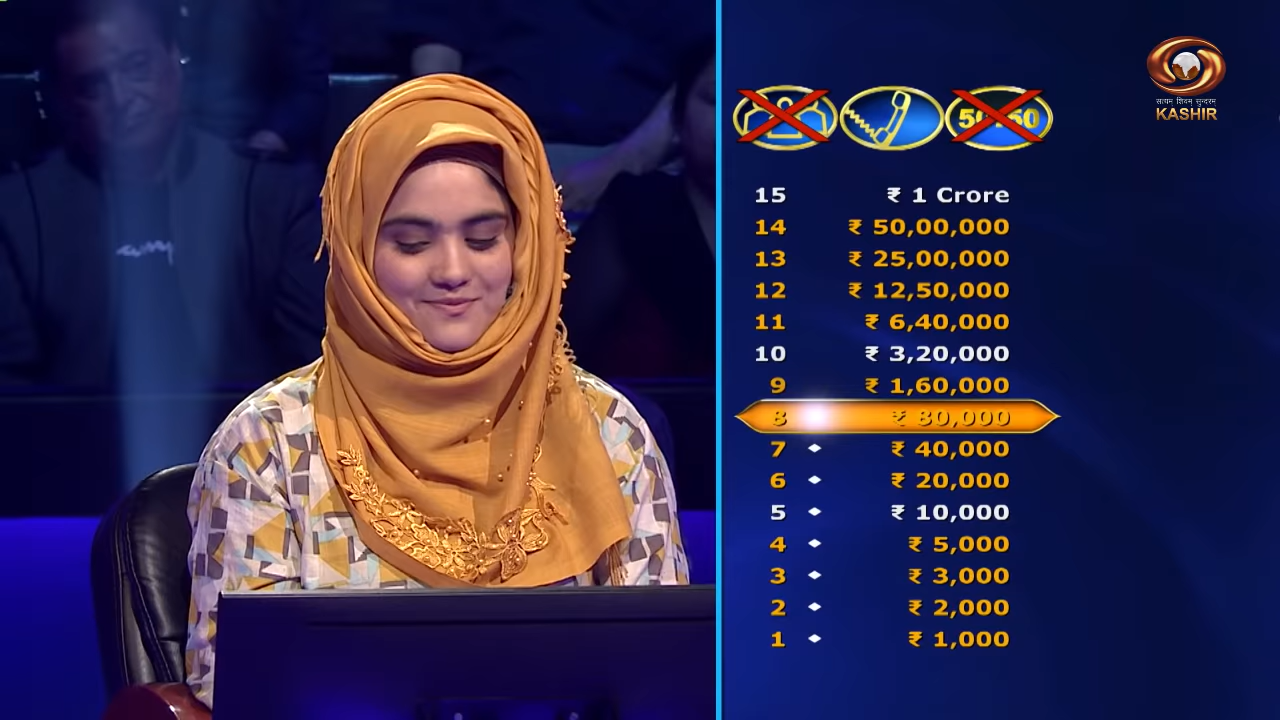 सत्यम् शिवम् सुन्दरम्
KASHIR
50:50
15 ₹ 1 Crore
14 ₹ 50,00,000
13 ₹ 25,00,000
12 ₹ 12,50,000
11 ₹ 6,40,000
10 ₹ 3,20,000
9 ₹ 1,60,000
8 ₹ 80,000
7 ₹ 40,000
6 ₹ 20,000
5 ₹ 10,000
4 ₹ 5,000
3 ₹ 3,000
2 ₹ 2,000
1 ₹ 1,000